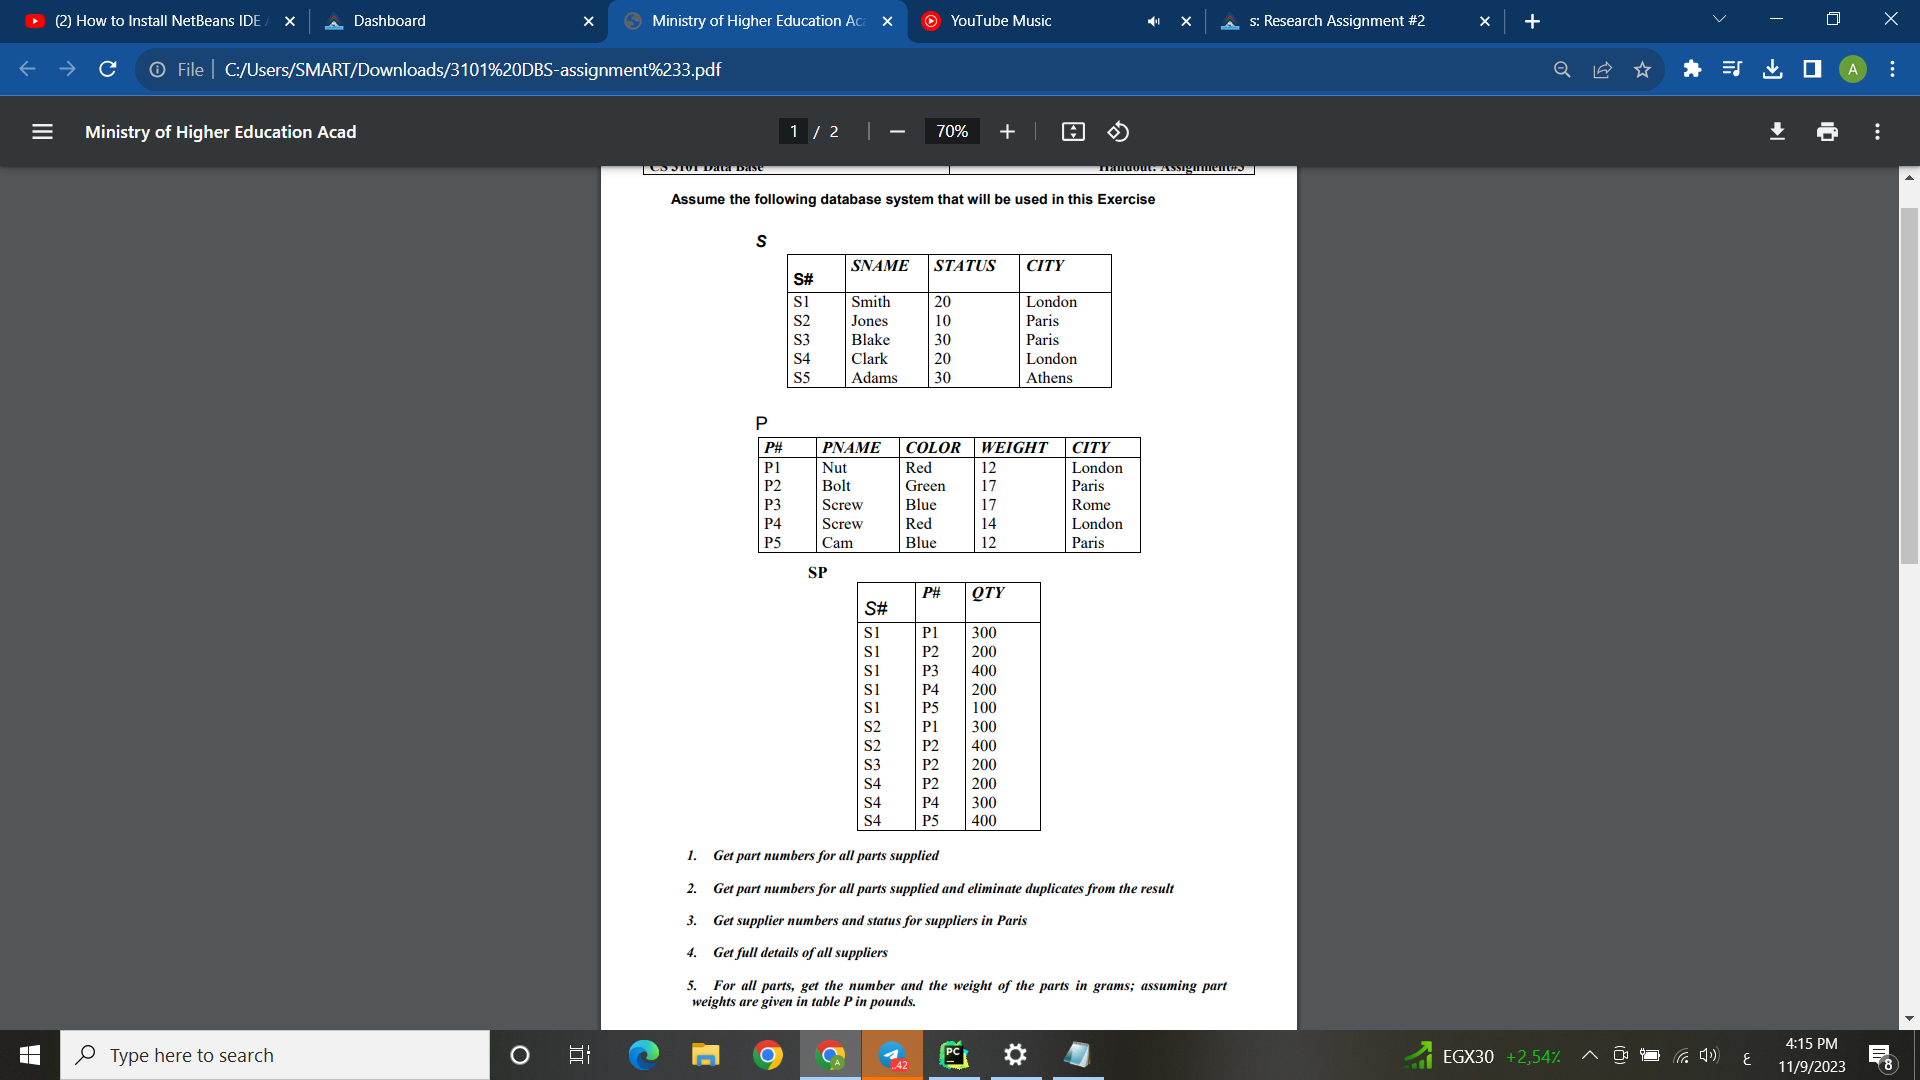 (2) How to Install NetBeans IDE
Dashboard
Ministry of Higher Education Aca
YouTube Music
s: Research Assignment #2
File
C:/Users/SMART/Downloads/3101%20DBS-assignment%233.pdf
A
Ministry of Higher Education Acad
1 / 2
70%
CS 3101 Data Base
Handout: Assignment#3
Assume the following database system that will be used in this Exercise
S
S# SNAME STATUS CITY
S1 Smith 20 London
S2 Jones 10 Paris
S3 Blake 30 Paris
S4 Clark 20 London
S5 Adams 30 Athens
P
P# PNAME COLOR WEIGHT CITY
P1 Nut Red 12 London
P2 Bolt Green 17 Paris
P3 Screw Blue 17 Rome
P4 Screw Red 14 London
P5 Cam Blue 12 Paris
SP
S# P# QTY
S1 P1 300
S1 P2 200
S1 P3 400
S1 P4 200
S1 P5 100
S2 P1 300
S2 P2 400
S3 P2 200
S4 P2 200
S4 P4 300
S4 P5 400
1. Get part numbers for all parts supplied
2. Get part numbers for all parts supplied and eliminate duplicates from the result
3. Get supplier numbers and status for suppliers in Paris
4. Get full details of all suppliers
5. For all parts, get the number and the weight of the parts in grams; assuming part
weights are given in table P in pounds.
Type here to search
A
..42
PC
EGX30 +2,54%
ع
4:15 PM
11/9/2023
8